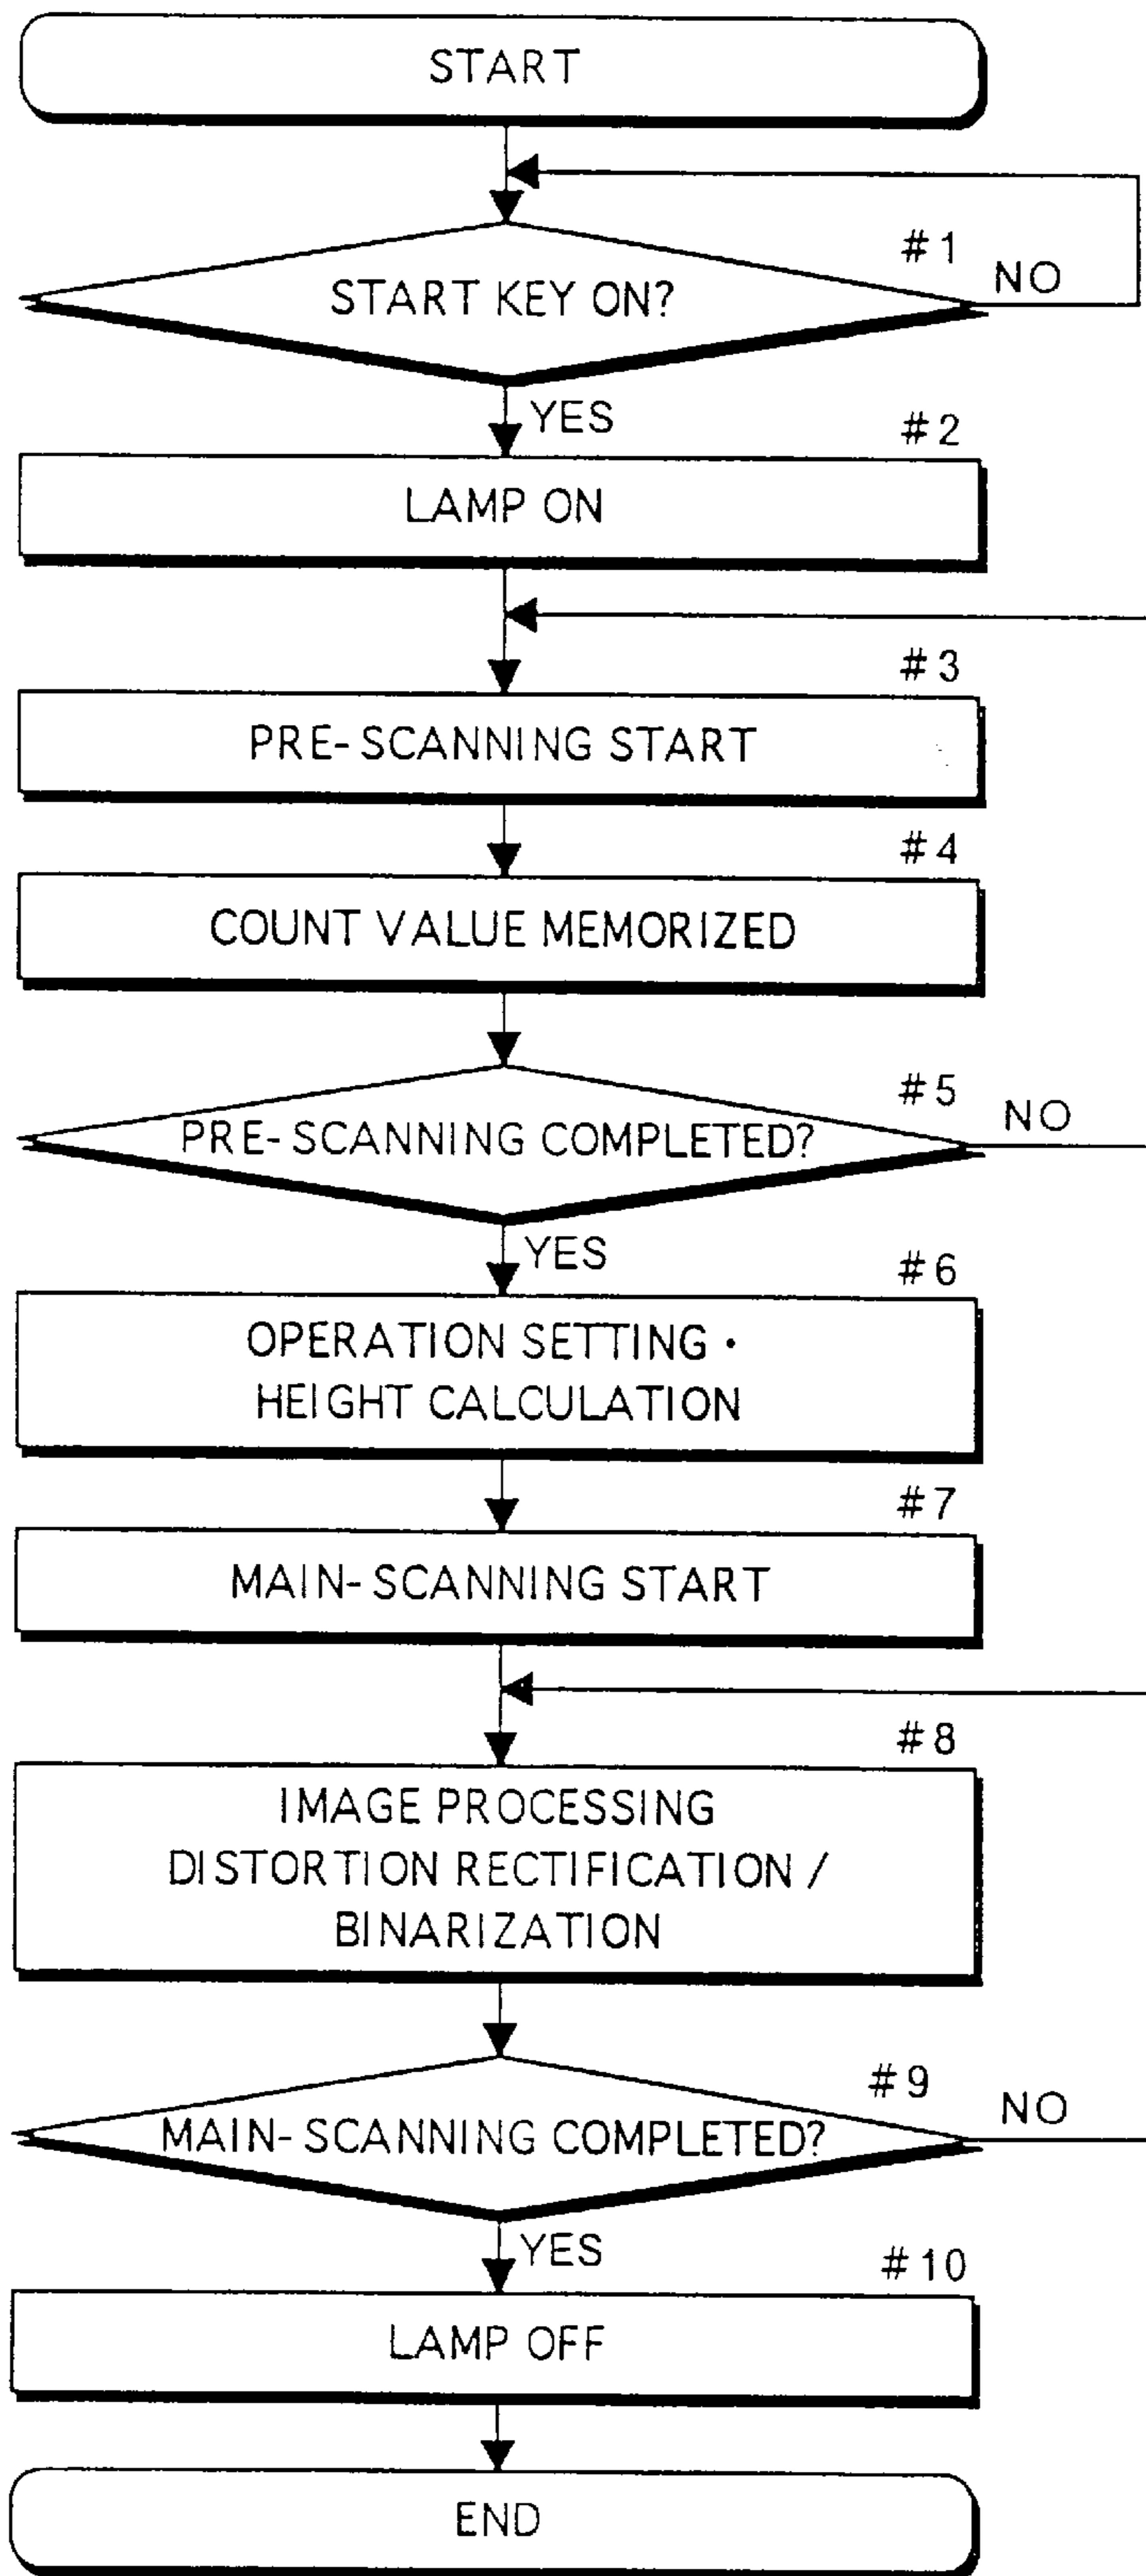 START
#1
START KEY ON?
NO
YES
#2
LAMP ON
#3
PRE-SCANNING START
#4
COUNT VALUE MEMORIZED
#5
PRE-SCANNING COMPLETED?
NO
YES
#6
OPERATION SETTING・
HEIGHT CALCULATION
#7
MAIN-SCANNING START
#8
IMAGE PROCESSING
DISTORTION RECTIFICATION /
BINARIZATION
#9
MAIN-SCANNING COMPLETED?
NO
YES
#10
LAMP OFF
END